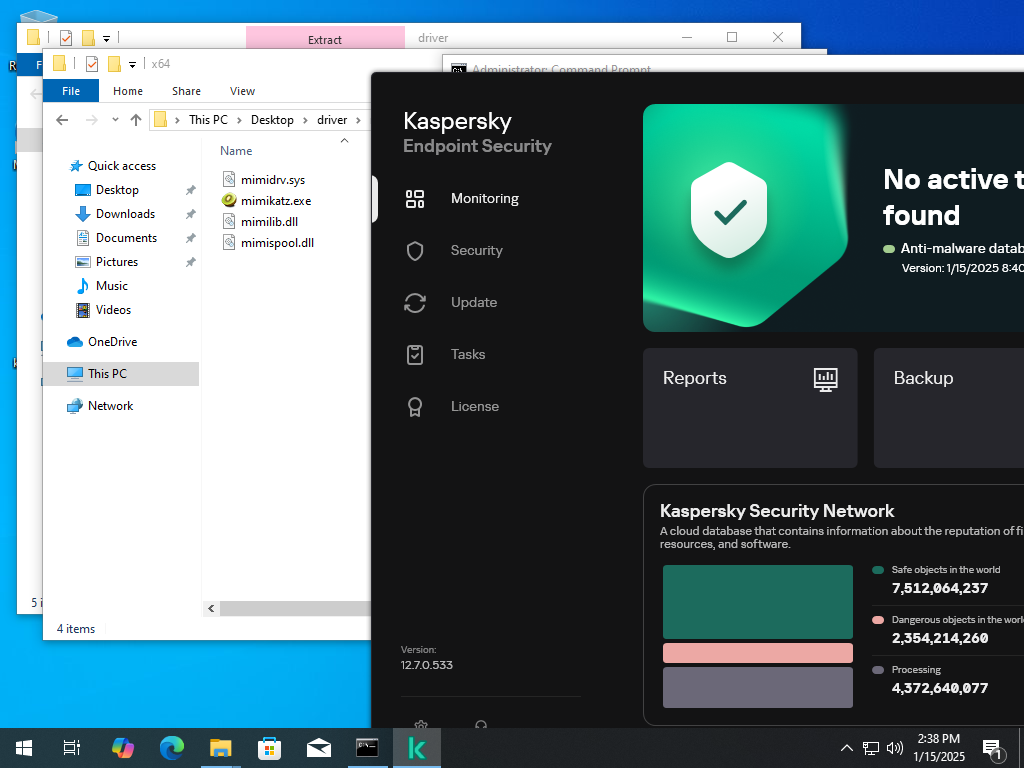 Extract
driver
x64
Administrator: Command Prompt
File
Home
Share
View
This PC
Desktop
driver
Name
Quick access
Desktop
Downloads
Documents
Pictures
Music
Videos
OneDrive
This PC
Network
mimidrv.sys
mimikatz.exe
mimilib.dll
mimispool.dll
4 items
Kaspersky
Endpoint Security
Monitoring
Security
Update
Tasks
License
Version:
12.7.0.533
No active t
found
Anti-malware datab
Version: 1/15/2025 8:40
Reports
Backup
Kaspersky Security Network
A cloud database that contains information about the reputation of fi
resources, and software.
Safe objects in the world
7,512,064,237
Dangerous objects in the world
2,354,214,260
Processing
4,372,640,077
2:38 PM
1/15/2025
1